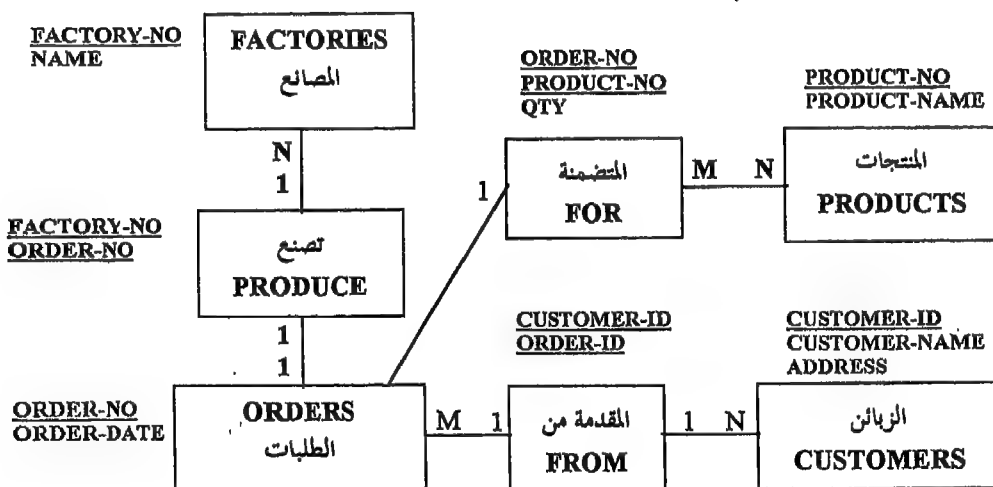 FACTORY-NO
NAME
FACTORIES
المصانع
ORDER-NO
PRODUCT-NO
QTY
PRODUCT-NO
PRODUCT-NAME
N
1
1
المتضمنة
FOR
M N
المنتجات
PRODUCTS
FACTORY-NO
ORDER-NO
تصنع
PRODUCE
1
1
CUSTOMER-ID
ORDER-ID
CUSTOMER-ID
CUSTOMER-NAME
ADDRESS
ORDER-NO
ORDER-DATE
ORDERS
الطلبات
M 1
المقدمة من
FROM
1 N
الزبائن
CUSTOMERS